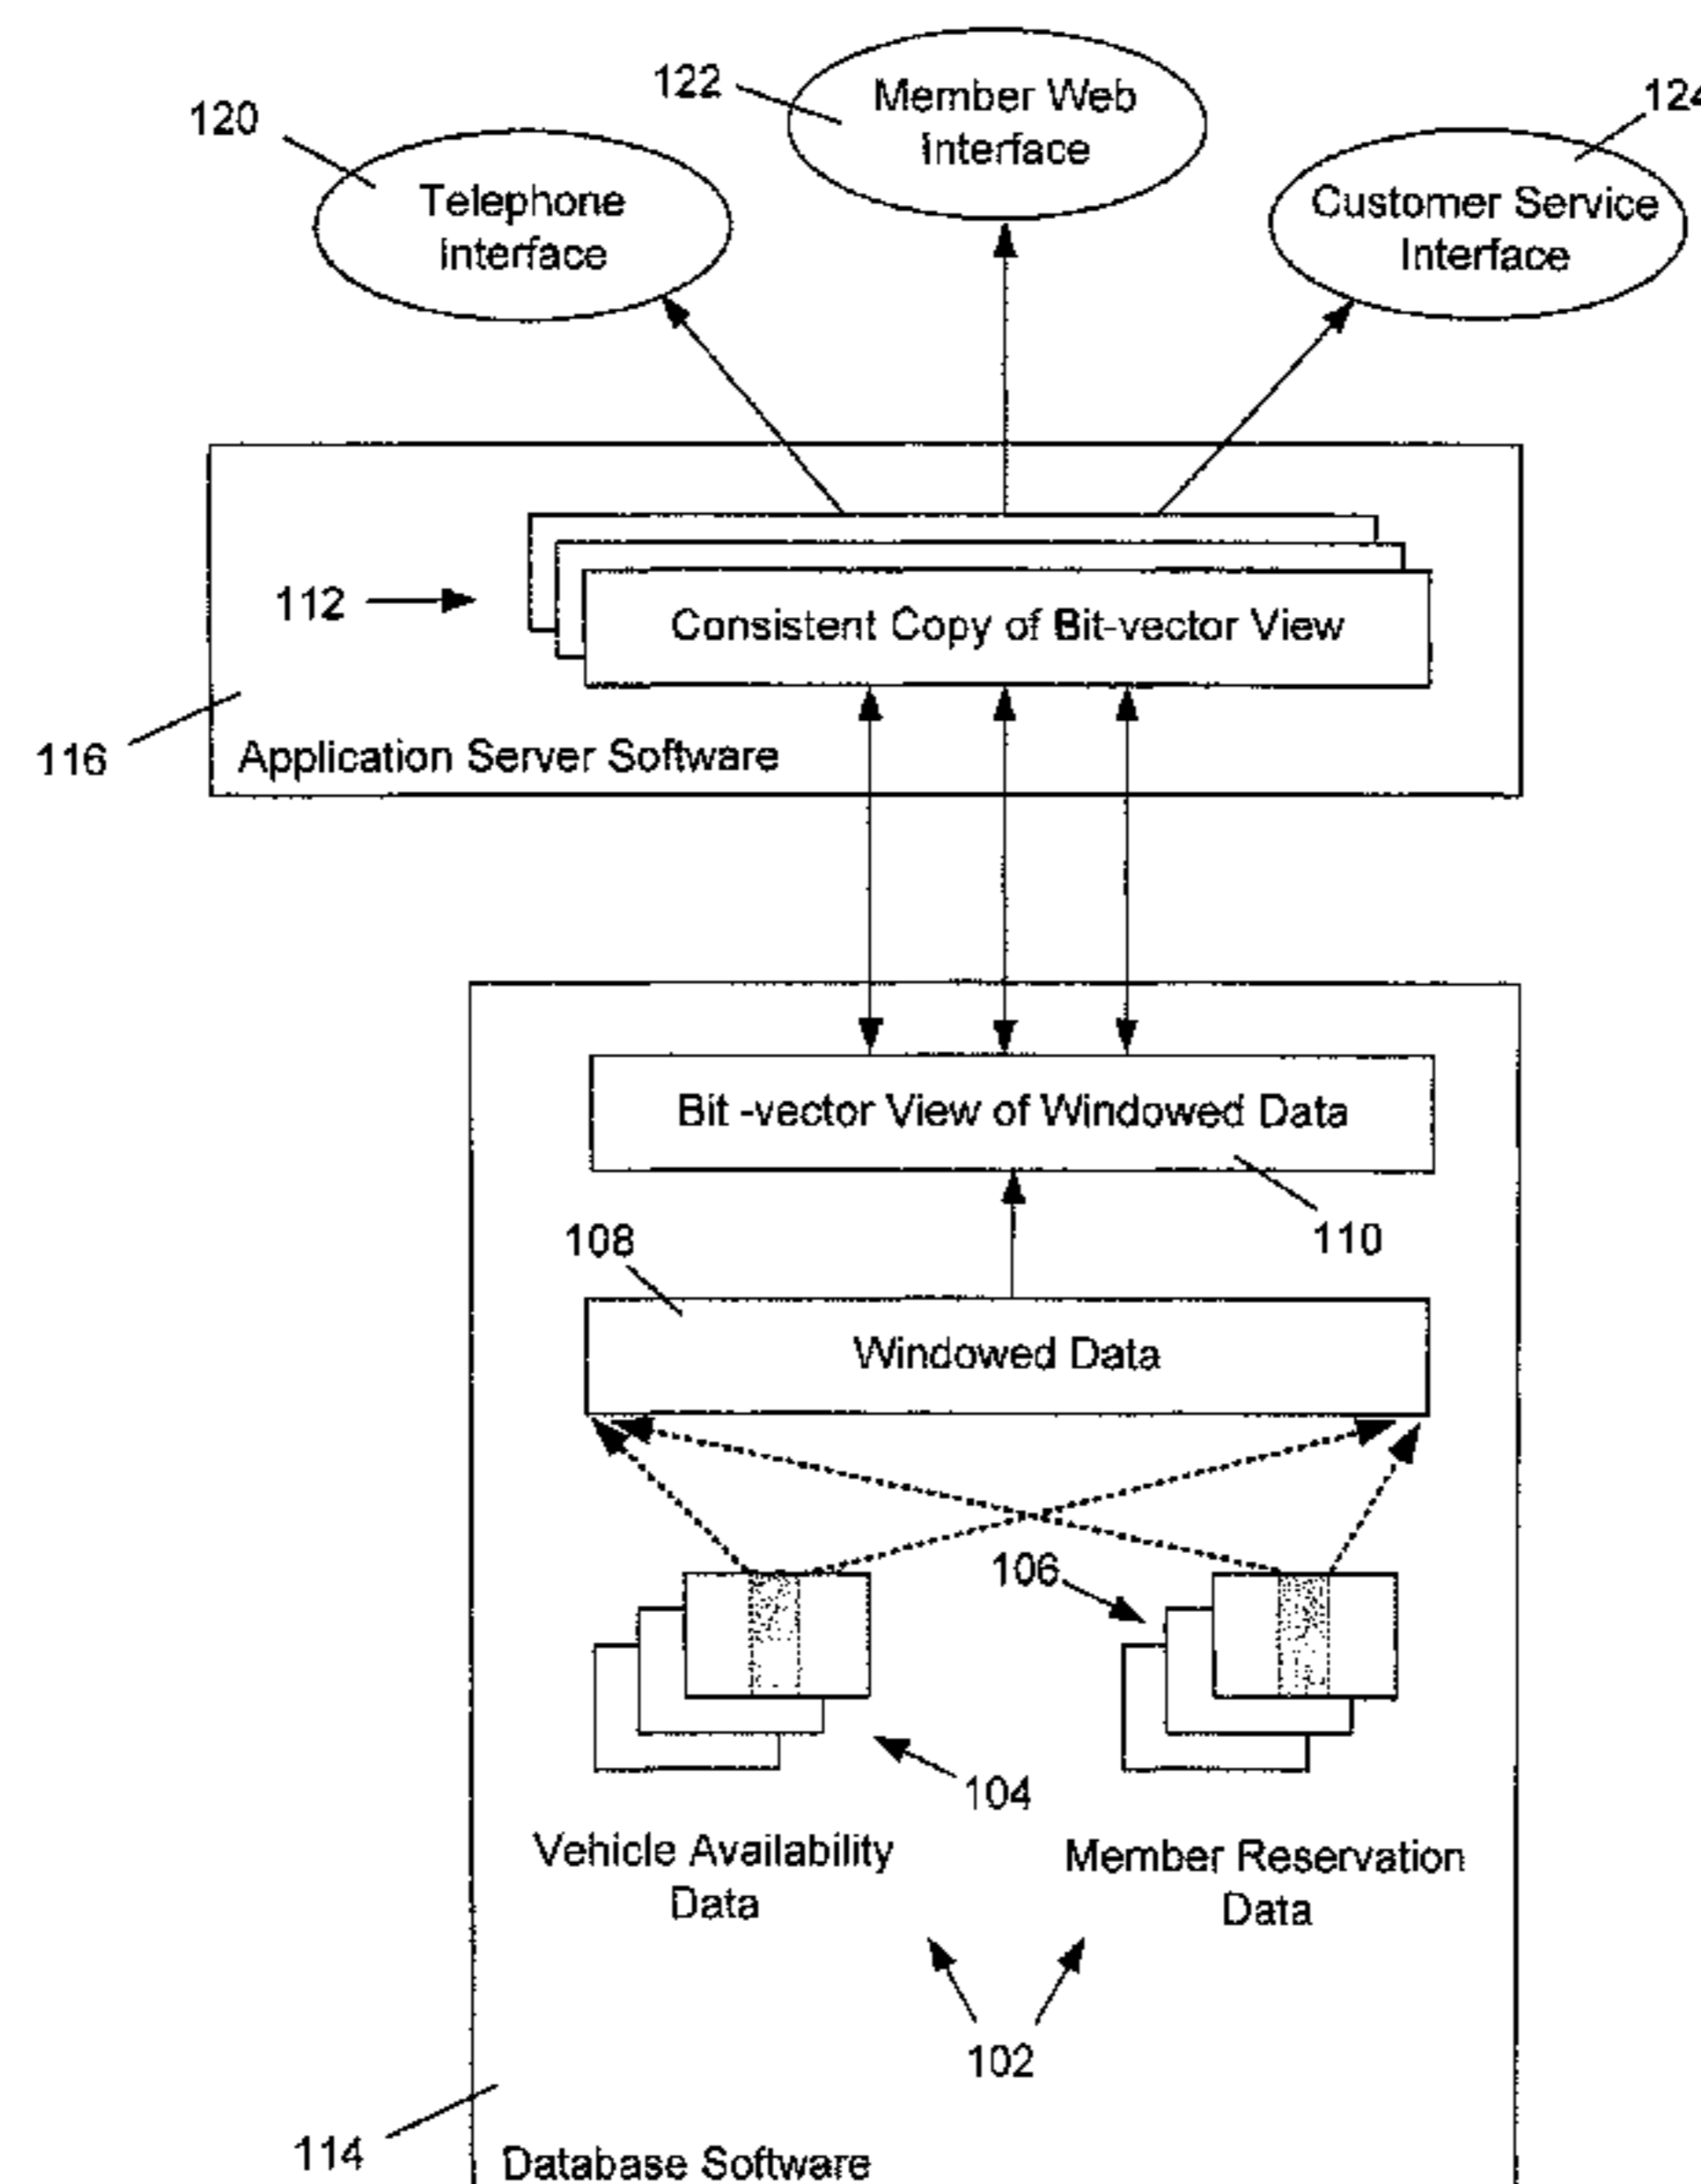 122
Member Web
Interface
120
124
Telephone
Interface
Customer Service
Interface
112
Consistent Copy of Bit-vector View
116
Application Server Software
Bit -vector View of Windowed Data
108
110
Windowed Data
106
104
Vehicle Availability
Data
Member Reservation
Data
102
114
Database Software